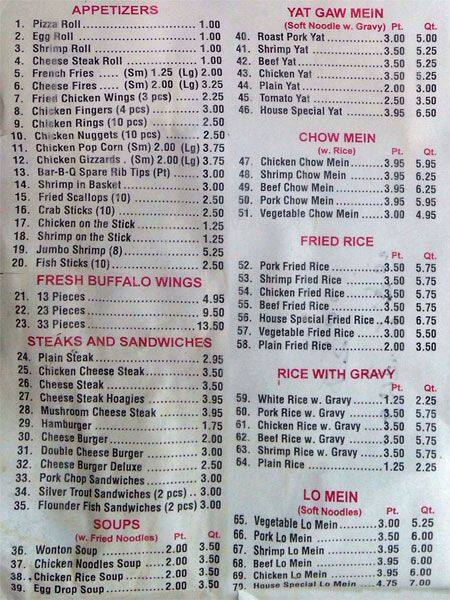 APPETIZERS
1. Pizza Roll 1.00
2. Egg Roll 1.00
3. Shrimp Roll 1.00
4. Cheese Steak Roll 1.00
5. French Fries ..... (Sm) 1.25 (Lg) 2.00
6. Cheese Fires .... (Sm) 2.00 (Lg) 3.25
7. Fried Chicken Wings (3 pcs) 2.25
8. Chicken Fingers (4 pcs) 3.00
9. Chicken Rings (10 pcs) 2.50
10. Chicken Nuggets (10 pcs) 2.50
11. Chicken Pop Corn (Sm) 2.00 (Lg) 3.75
12. Chicken Gizzards . (Sm) 2.00 (Lg) 3.75
13. Bar-B-Q Spare Rib Tips (Pt) 3.00
14. Shrimp in Basket 3.00
15. Fried Scallops (10) 2.50
16. Crab Sticks (10) 2.50
17. Chicken on the Stick 1.25
18. Shrimp on the Stick 1.25
19. Jumbo Shrimp (8) 5.25
20. Fish Sticks (10) 2.50
FRESH BUFFALO WINGS
21. 13 Pieces 4.95
22. 23 Pieces 9.50
23. 33 Pieces 13.50
STEAKS AND SANDWICHES
24. Plain Steak 2.95
25. Chicken Cheese Steak 3.50
26. Cheese Steak 3.50
27. Cheese Steak Hoagies 3.95
28. Mushroom Cheese Steak 3.95
29. Hamburger 1.75
30. Cheese Burger 2.00
31. Double Cheese Burger 3.00
32. Cheese Burger Deluxe 2.50
33. Pork Chop Sandwiches 3.00
34. Silver Trout Sandwiches (2 pcs) .. 3.00
35. Flounder Fish Sandwiches (2 pcs) 3.00
SOUPS
(w. Fried Noodles) Pt. Qt.
36. Wonton Soup 2.00 3.50
37. Chicken Noodles Soup 2.00 3.50
38. Chicken Rice Soup 2.00 3.50
39. Egg Drop Soup 2.00 3.50
YAT GAW MEIN
(Soft Noodle w. Gravy) Pt. Qt.
40. Roast Pork Yat 3.00 5.00
41. Shrimp Yat 3.50 5.25
42. Beef Yat 3.50 5.25
43. Chicken Yat 3.50 5.25
44. Plain Yat 2.00 3.00
45. Tomato Yat 2.50 3.50
46. House Special Yat 3.50 6.50
CHOW MEIN
(w. Rice) Pt. Qt.
47. Chicken Chow Mein 3.95 5.95
48. Shrimp Chow Mein 3.95 6.25
49. Beef Chow Mein 3.95 6.25
50. Pork Chow Mein 3.95 5.95
51. Vegetable Chow Mein 3.00 4.95
FRIED RICE
Pt. Qt.
52. Pork Fried Rice 3.50 5.75
53. Shrimp Fried Rice 3.50 5.75
54. Chicken Fried Rice 3.50 5.75
55. Beef Fried Rice 3.50 5.75
56. House Special Fried Rice .. 4.50 6.75
57. Vegetable Fried Rice 3.00 5.50
58. Plain Fried Rice 2.00 3.50
RICE WITH GRAVY
Pt. Qt.
59. White Rice w. Gravy 1.25 2.25
60. Pork Rice w. Gravy 3.50 5.75
61. Chicken Rice w. Gravy 3.50 5.75
62. Beef Rice w. Gravy 3.50 5.75
63. Shrimp Rice w. Gravy 3.50 5.75
64. Plain Rice 1.25 2.25
LO MEIN
(Soft Noodles) Pt. Qt.
65. Vegetable Lo Mein 3.00 5.25
66. Pork Lo Mein 3.50 6.00
67. Shrimp Lo Mein 3.95 6.00
68. Beef Lo Mein 3.95 6.00
69. Chicken Lo Mein 3.95 6.00
70. House Special Lo Mein 4.75 7.00